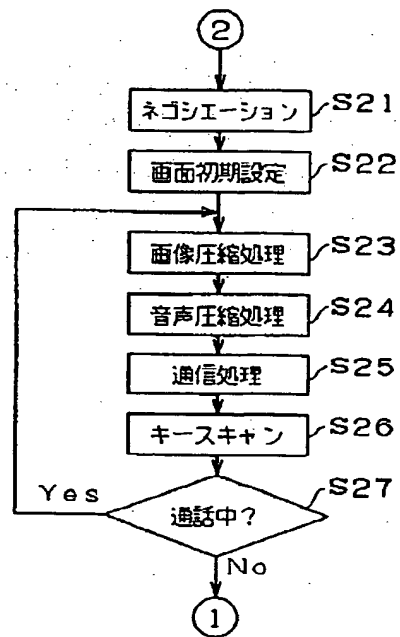 2
ネゴシエーション S21
画面初期設定 S22
画像圧縮処理 S23
音声圧縮処理 S24
通信処理 S25
キースキャン S26
通話中? S27
Yes
No
1